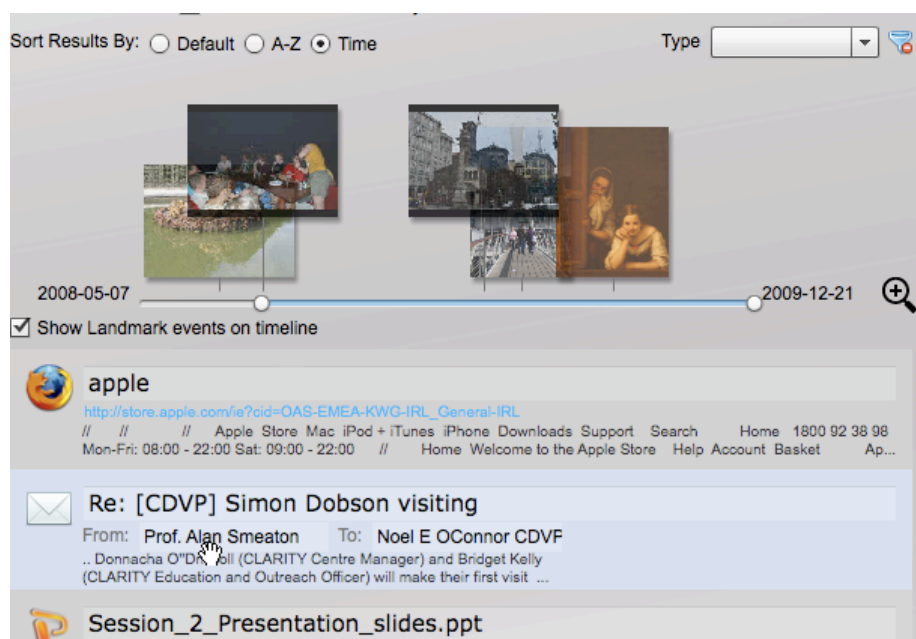 Sort Results By: Default A-Z Time Type
2008-05-07 2009-12-21
Show Landmark events on timeline
apple
http://store.apple.com/ie?cid=OAS-EMEA-KWG-IRL_General-IRL
// // // Apple Store Mac iPod + iTunes iPhone Downloads Support Search Home 1800 92 38 98
Mon-Fri: 08:00 - 22:00 Sat: 09:00 - 22:00 // Home Welcome to the Apple Store Help Account Basket Ap...
Re: [CDVP] Simon Dobson visiting
From: Prof. Alan Smeaton To: Noel E OConnor CDVP
.. Donnacha (CLARITY Centre Manager) and Bridget Kelly
(CLARITY Education and Outreach Officer) will make their first visit ...
Session_2_Presentation_slides.ppt